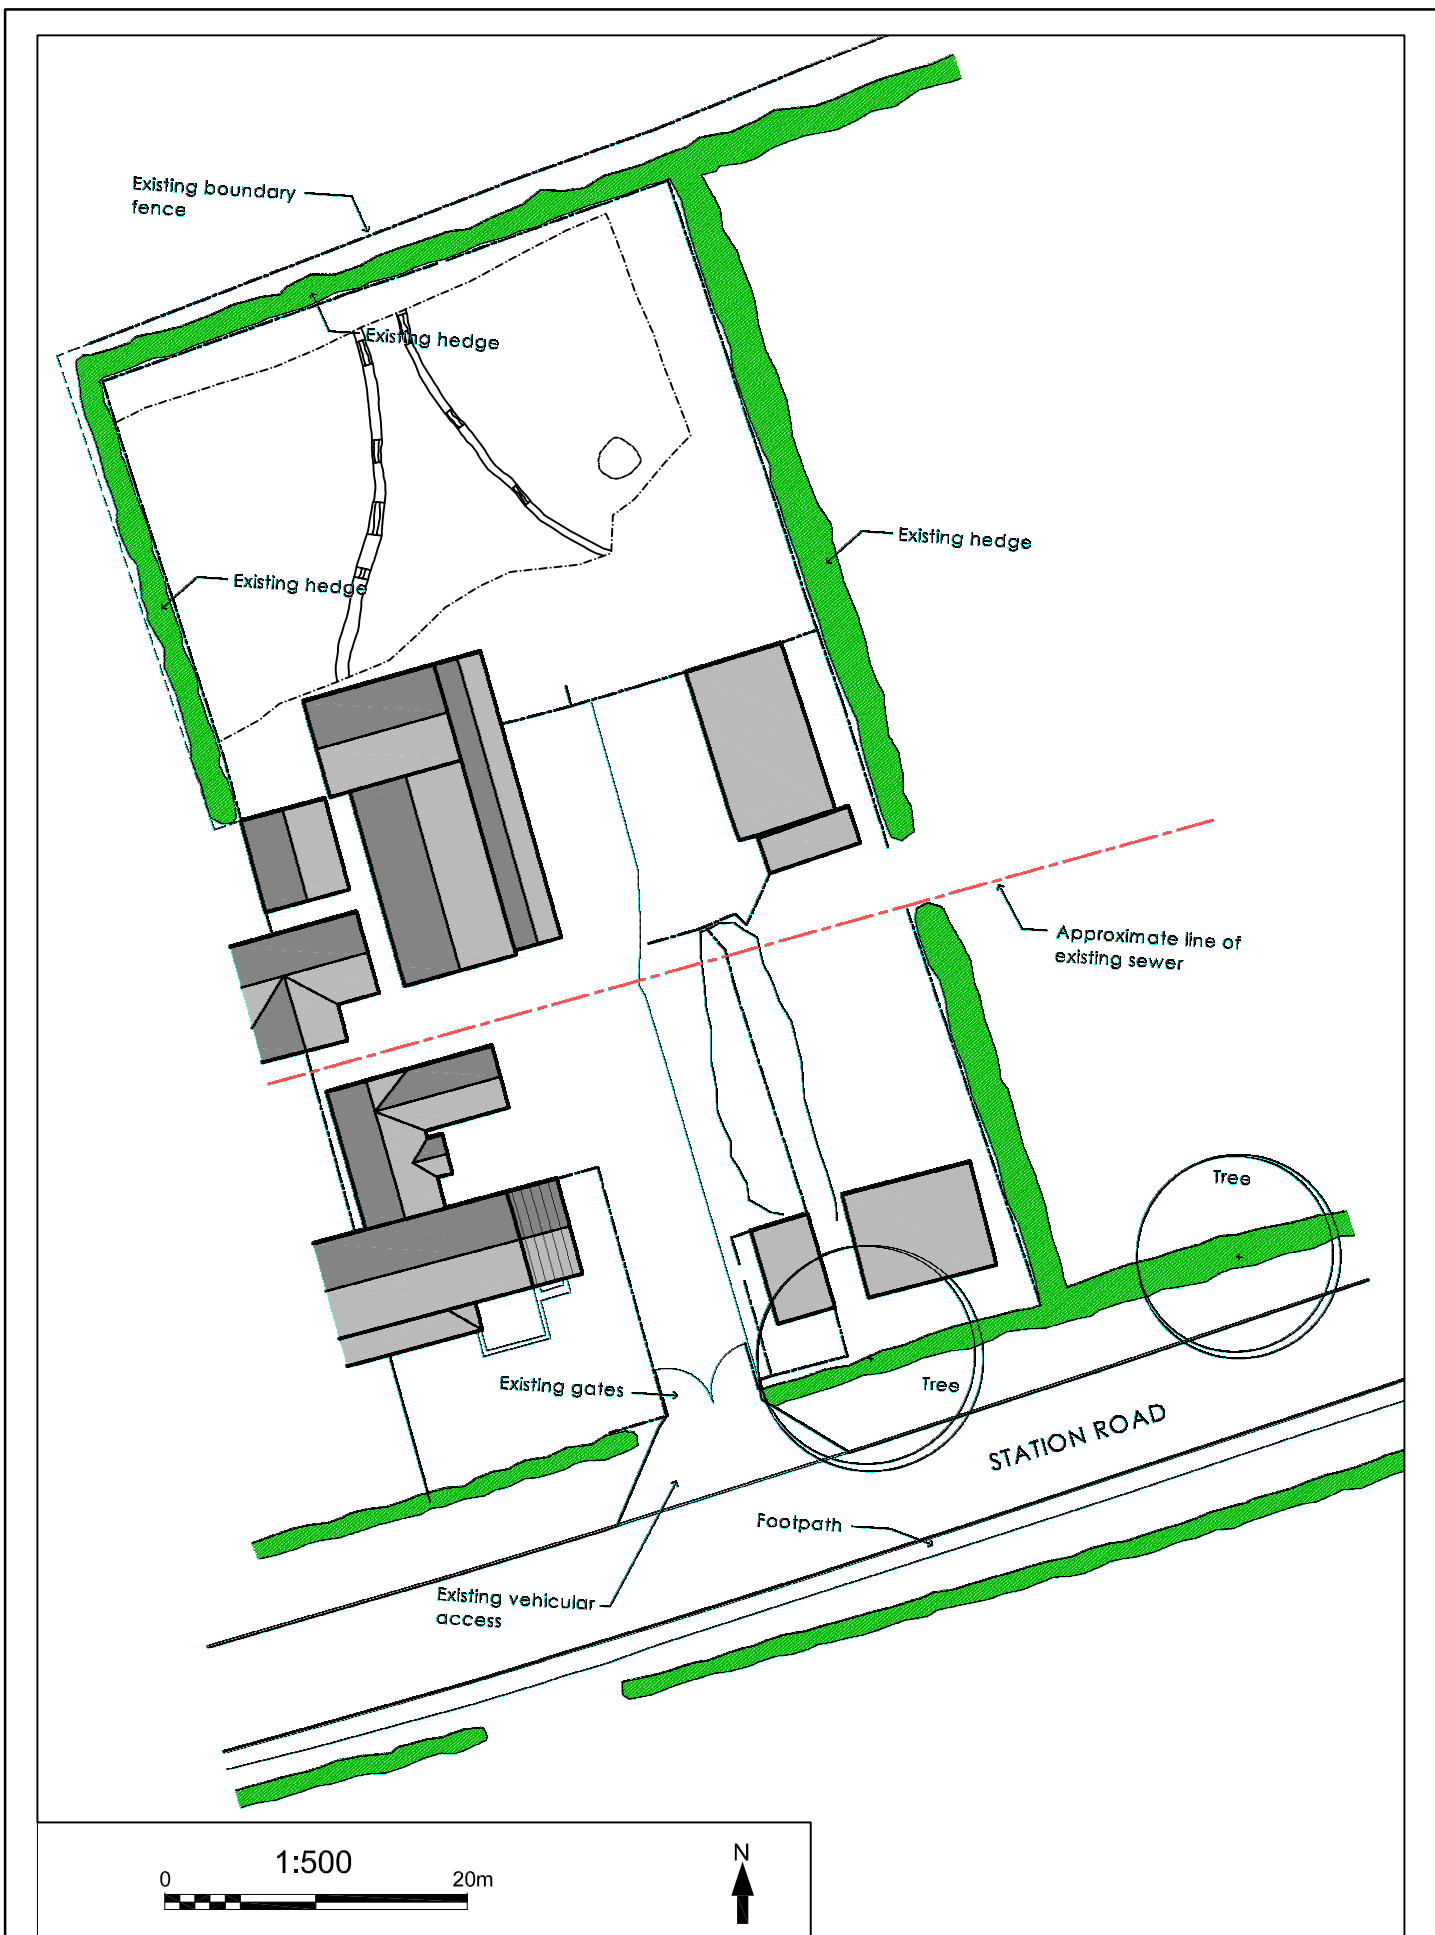 Existing boundary
fence
Existing hedge
Existing hedge
Existing hedge
Approximate line of
existing sewer
Tree
Existing gates
Tree
STATION ROAD
Footpath
Existing vehicular
access
1:500
0 20m
N